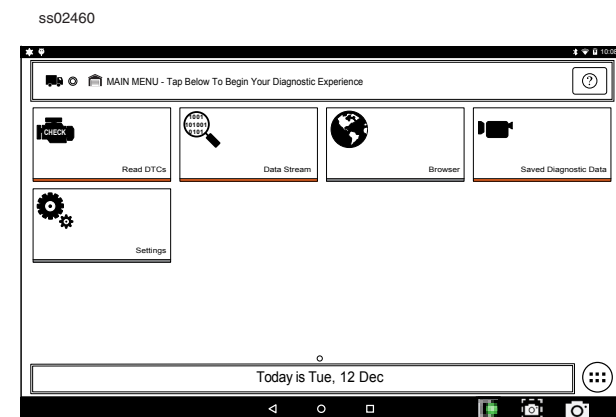 ss02460
10:08
MAIN MENU - Tap Below To Begin Your Diagnostic Experience
?
CHECK
Read DTCs
1001
101001
0101
Data Stream
Browser
Saved Diagnostic Data
Settings
Today is Tue, 12 Dec